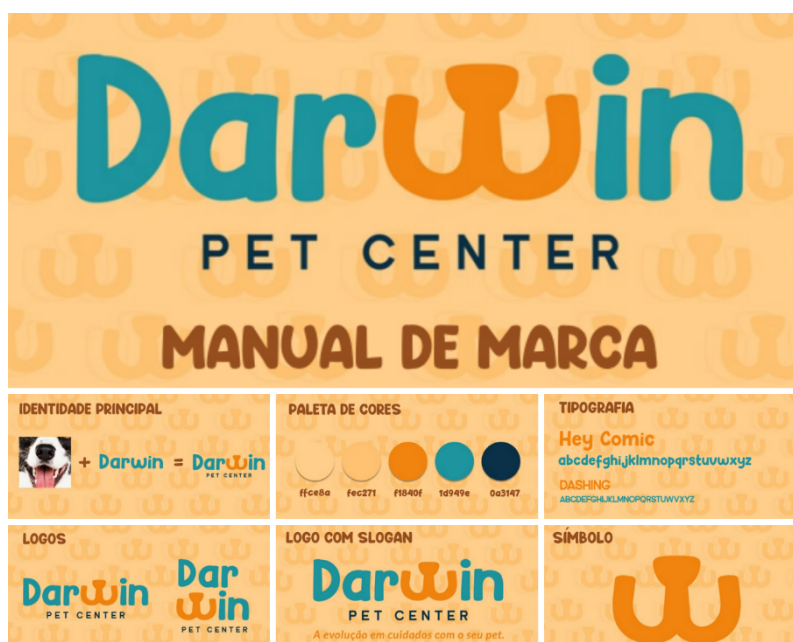 Darwin
PET CENTER
MANUAL DE MARCA
IDENTIDADE PRINCIPAL
+ Darwin = Darwin
PET CENTER
PALETA DE CORES
ffce8a fec271 f1840f 1d949e 0a3147
TIPOGRAFIA
Hey Comic
abcdefghijklmnopqrstuvwxyz
DASHING
ABCDEFGHIJKLMNOPQRSTUVWXYZ
LOGOS
Darwin
PET CENTER
Dar
win
PET CENTER
LOGO COM SLOGAN
Darwin
PET CENTER
A evolução em cuidados com o seu pet.
SÍMBOLO